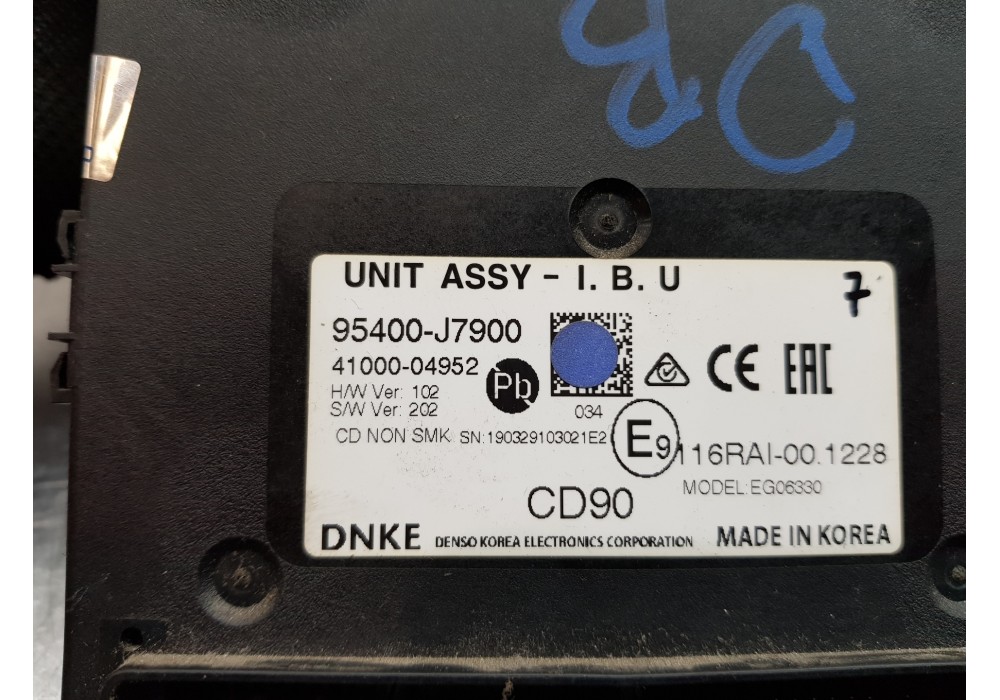 UNIT ASSY - I. B. U
7
95400-J7900
41000-04952
Pb
CE
EAC
H/W Ver: 102
S/W Ver: 202
034
CD NON SMK SN:190329103021E2
E9
116RAI-00.1228
MODEL:EG06330
CD90
DNKE DENSO KOREA ELECTRONICS CORPORATION MADE IN KOREA